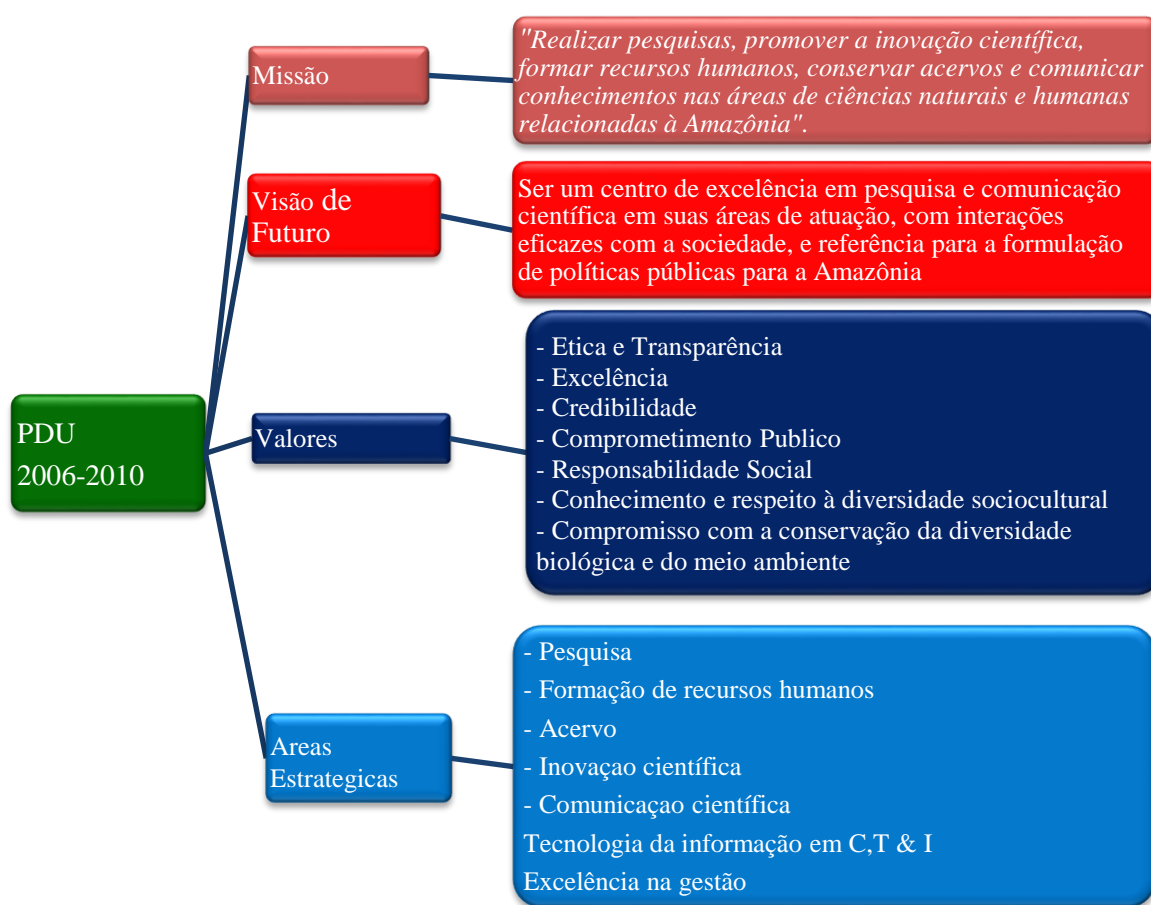 "Realizar pesquisas, promover a inovação científica,
formar recursos humanos, conservar acervos e comunicar
conhecimentos nas áreas de ciências naturais e humanas
relacionadas à Amazônia".
Missão
Ser um centro de excelência em pesquisa e comunicação
científica em suas áreas de atuação, com interações
eficazes com a sociedade, e referência para a formulação
de políticas públicas para a Amazônia
Visão de
Futuro
- Etica e Transparência
- Excelência
- Credibilidade
- Comprometimento Publico
- Responsabilidade Social
- Conhecimento e respeito à diversidade sociocultural
- Compromisso com a conservação da diversidade
biológica e do meio ambiente
Valores
PDU
2006-2010
- Pesquisa
- Formação de recursos humanos
- Acervo
- Inovaçao científica
- Comunicaçao científica
Tecnologia da informação em C,T & I
Excelência na gestão
Areas
Estrategicas